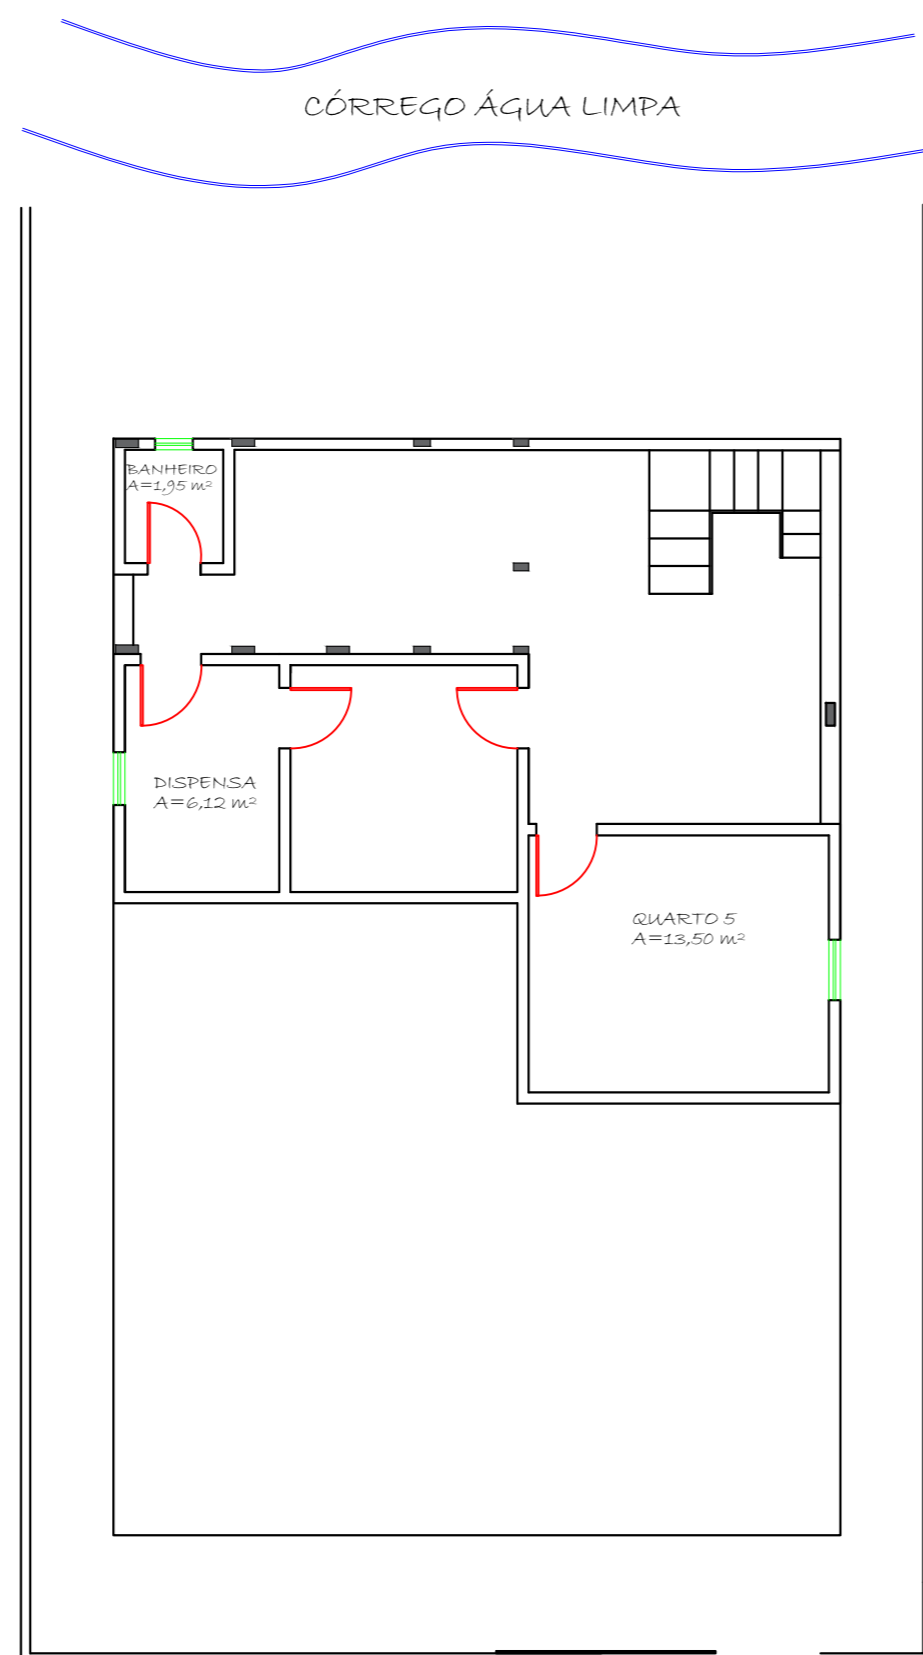 CÓRREGO ÁGUA LIMPA
BANHEIRO
A=1,95 m²
DISPENSA
A=6,12 m²
QUARTO 5
A=13,50 m²